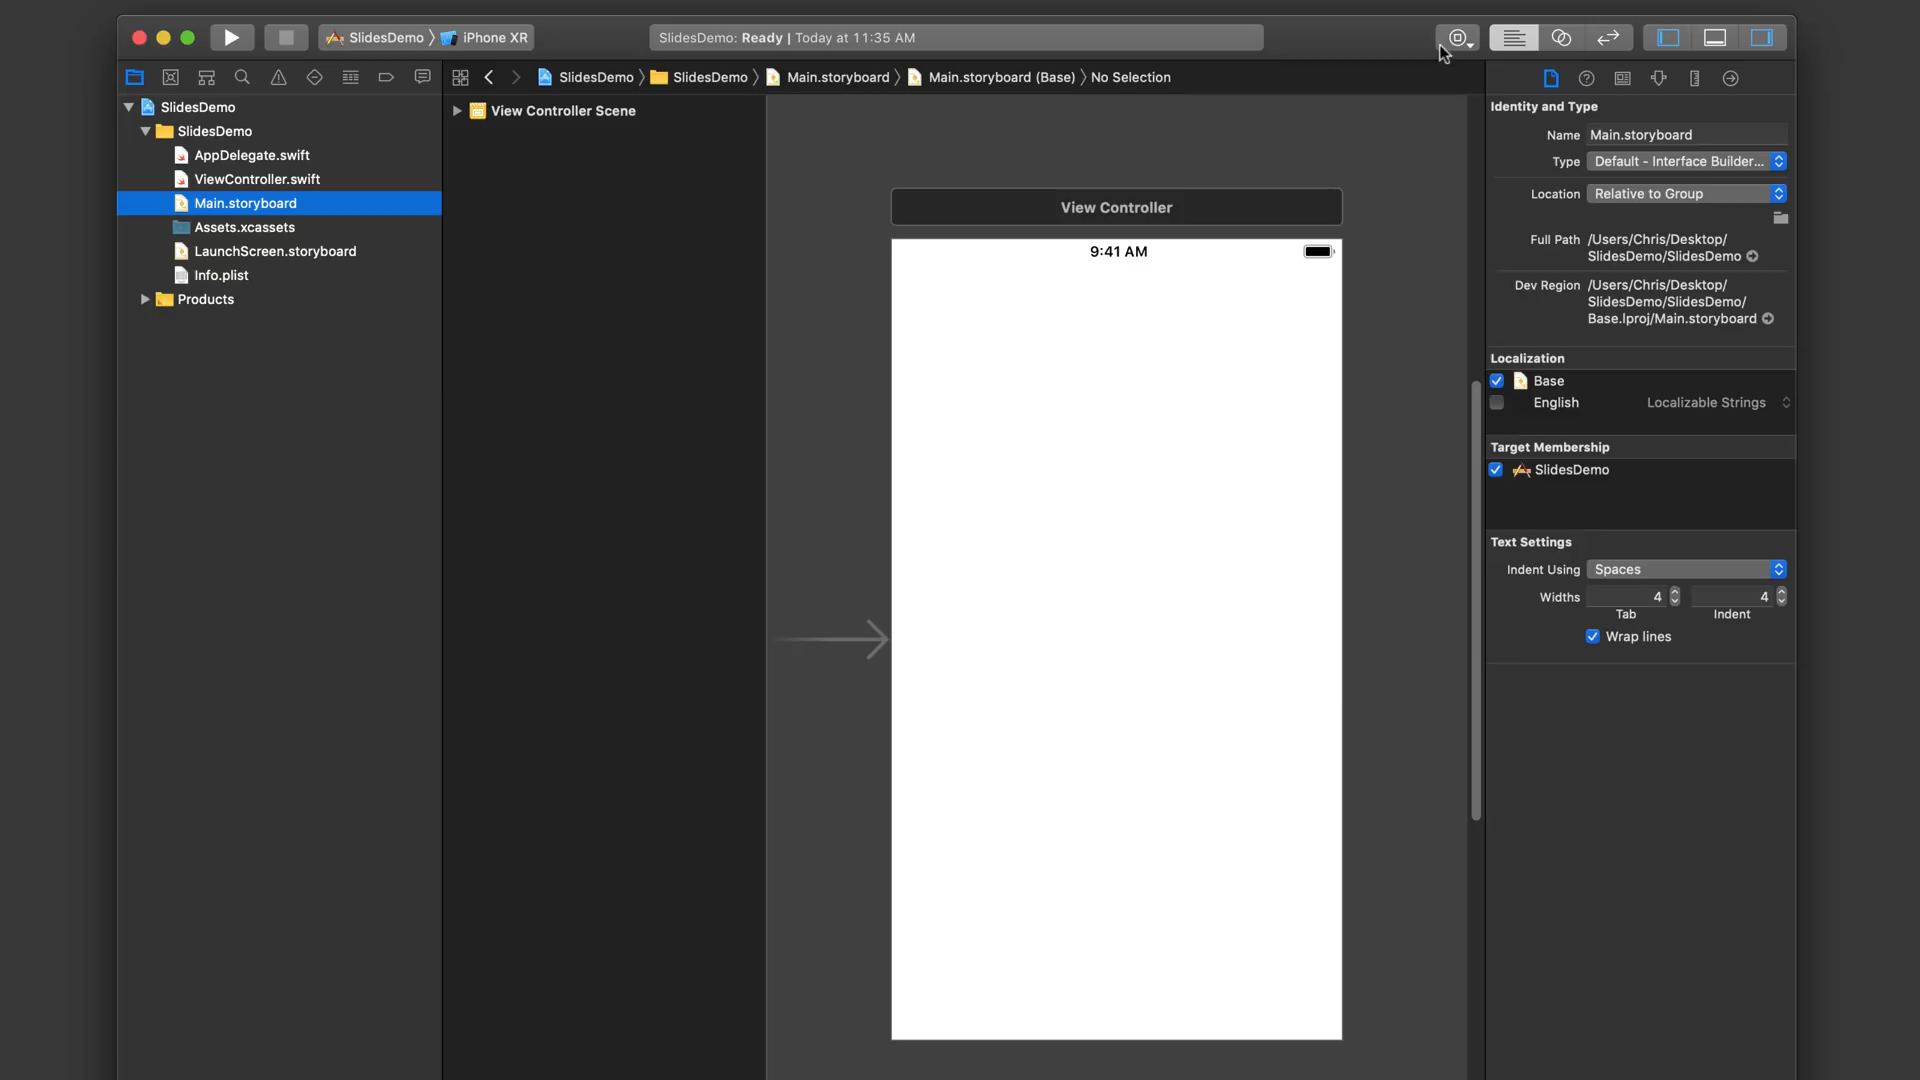 SlidesDemo 〉 iPhone XR
SlidesDemo: Ready | Today at 11:35 AM
SlidesDemo 〉 SlidesDemo 〉 Main.storyboard 〉 Main.storyboard (Base) 〉 No Selection
SlidesDemo
SlidesDemo
AppDelegate.swift
ViewController.swift
Main.storyboard
Assets.xcassets
LaunchScreen.storyboard
Info.plist
Products
View Controller Scene
View Controller
9:41 AM
Identity and Type
Name Main.storyboard
Type Default - Interface Builder...
Location Relative to Group
Full Path /Users/Chris/Desktop/
SlidesDemo/SlidesDemo
Dev Region /Users/Chris/Desktop/
SlidesDemo/SlidesDemo/
Base.lproj/Main.storyboard
Localization
Base
English Localizable Strings
Target Membership
SlidesDemo
Text Settings
Indent Using Spaces
Widths 4 4
Tab Indent
Wrap lines